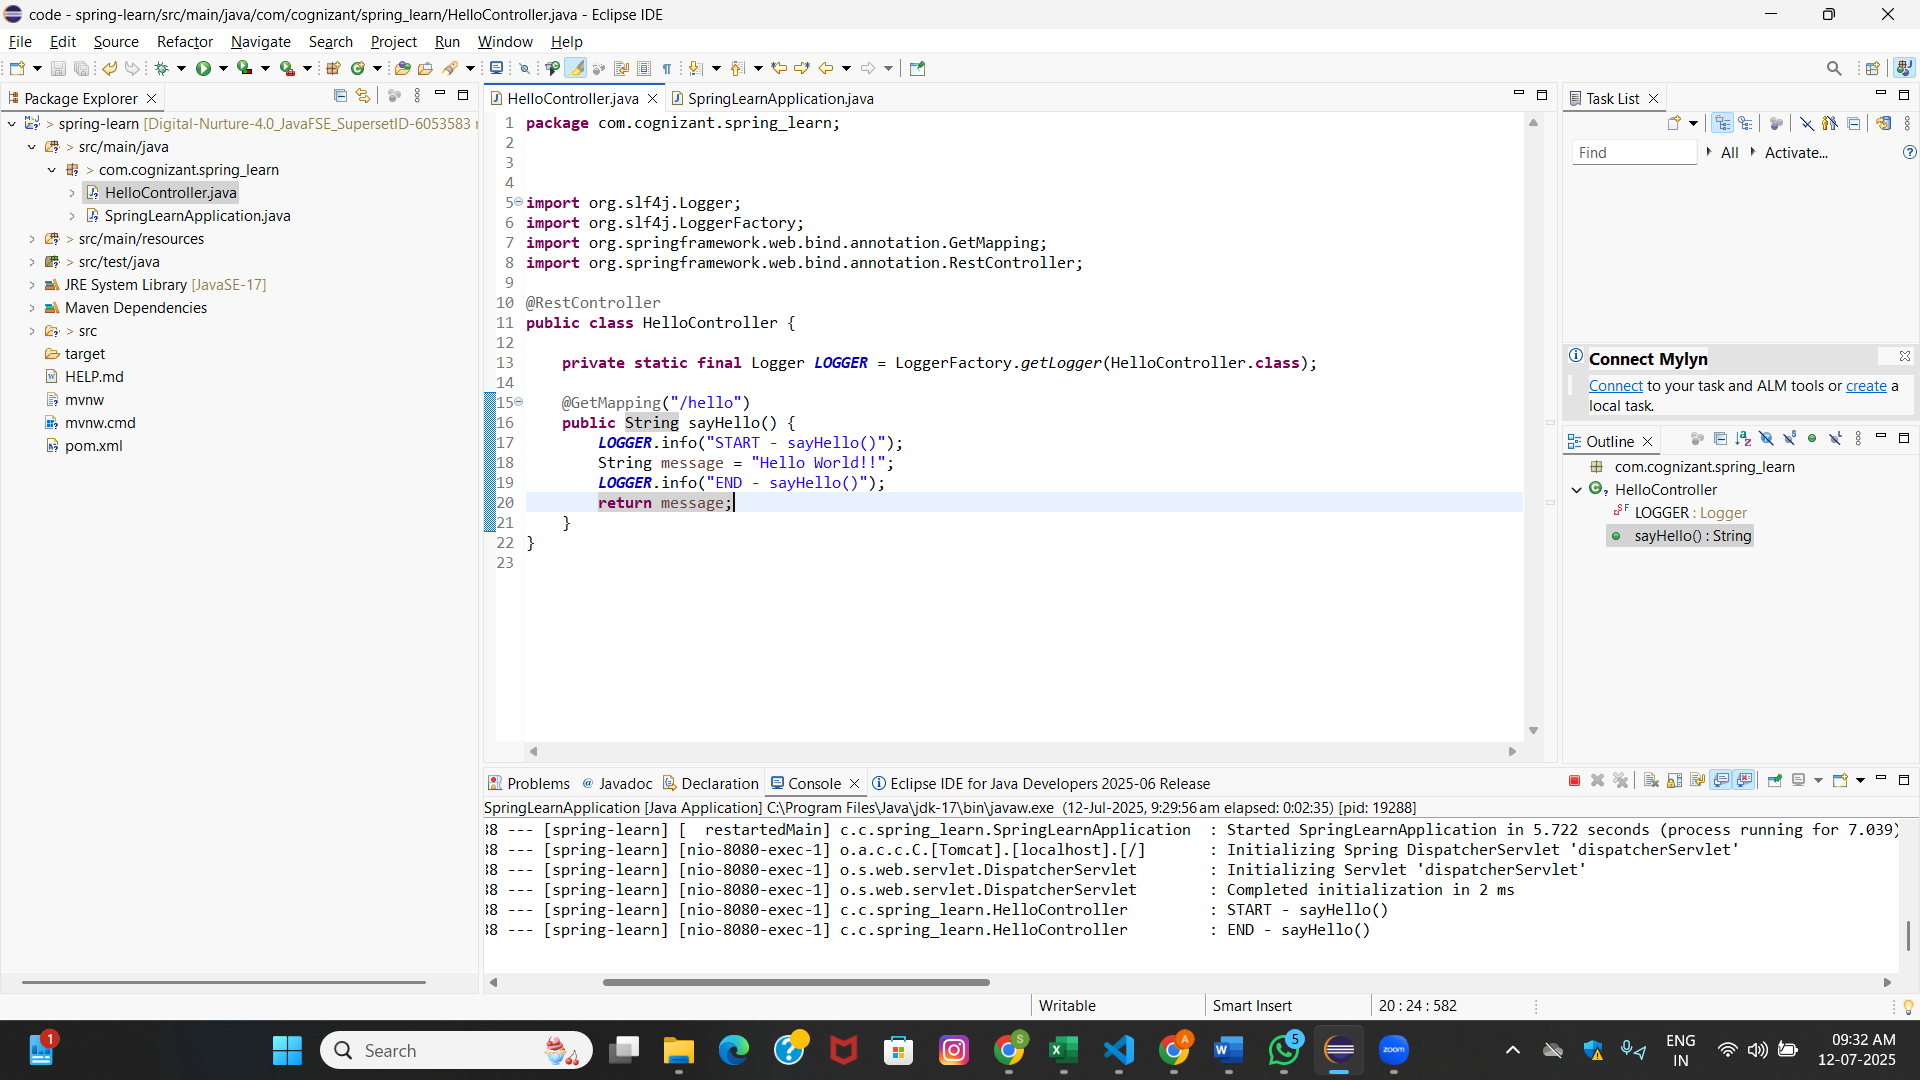 code - spring-learn/src/main/java/com/cognizant/spring_learn/HelloController.java - Eclipse IDE
File Edit Source Refactor Navigate Search Project Run Window Help
Package Explorer
> spring-learn [Digital-Nurture-4.0_JavaFSE_SupersetID-6053583
> src/main/java
> com.cognizant.spring_learn
HelloController.java
SpringLearnApplication.java
> src/main/resources
> src/test/java
JRE System Library [JavaSE-17]
Maven Dependencies
> src
target
HELP.md
mvnw
mvnw.cmd
pom.xml
HelloController.java SpringLearnApplication.java
1 package com.cognizant.spring_learn;
2
3
4
5 import org.slf4j.Logger;
6 import org.slf4j.LoggerFactory;
7 import org.springframework.web.bind.annotation.GetMapping;
8 import org.springframework.web.bind.annotation.RestController;
9
10 @RestController
11 public class HelloController {
12
13 private static final Logger LOGGER = LoggerFactory.getLogger(HelloController.class);
14
15 @GetMapping("/hello")
16 public String sayHello() {
17 LOGGER.info("START - sayHello()");
18 String message = "Hello World!!";
19 LOGGER.info("END - sayHello()");
20 return message;
21 }
22 }
23
Task List
Find All Activate...
Connect Mylyn
Connect to your task and ALM tools or create a
local task.
Outline
com.cognizant.spring_learn
HelloController
LOGGER : Logger
sayHello() : String
Problems Javadoc Declaration Console Eclipse IDE for Java Developers 2025-06 Release
SpringLearnApplication [Java Application] C:\Program Files\Java\jdk-17\bin\javaw.exe (12-Jul-2025, 9:29:56 am elapsed: 0:02:35) [pid: 19288]
38 --- [spring-learn] [ restartedMain] c.c.spring_learn.SpringLearnApplication : Started SpringLearnApplication in 5.722 seconds (process running for 7.039)
38 --- [spring-learn] [nio-8080-exec-1] o.a.c.c.C.[Tomcat].[localhost].[/] : Initializing Spring DispatcherServlet 'dispatcherServlet'
38 --- [spring-learn] [nio-8080-exec-1] o.s.web.servlet.DispatcherServlet : Initializing Servlet 'dispatcherServlet'
38 --- [spring-learn] [nio-8080-exec-1] o.s.web.servlet.DispatcherServlet : Completed initialization in 2 ms
38 --- [spring-learn] [nio-8080-exec-1] c.c.spring_learn.HelloController : START - sayHello()
38 --- [spring-learn] [nio-8080-exec-1] c.c.spring_learn.HelloController : END - sayHello()
Writable Smart Insert 20 : 24 : 582
1
Search
zoom
5
ENG
IN
09:32 AM
12-07-2025